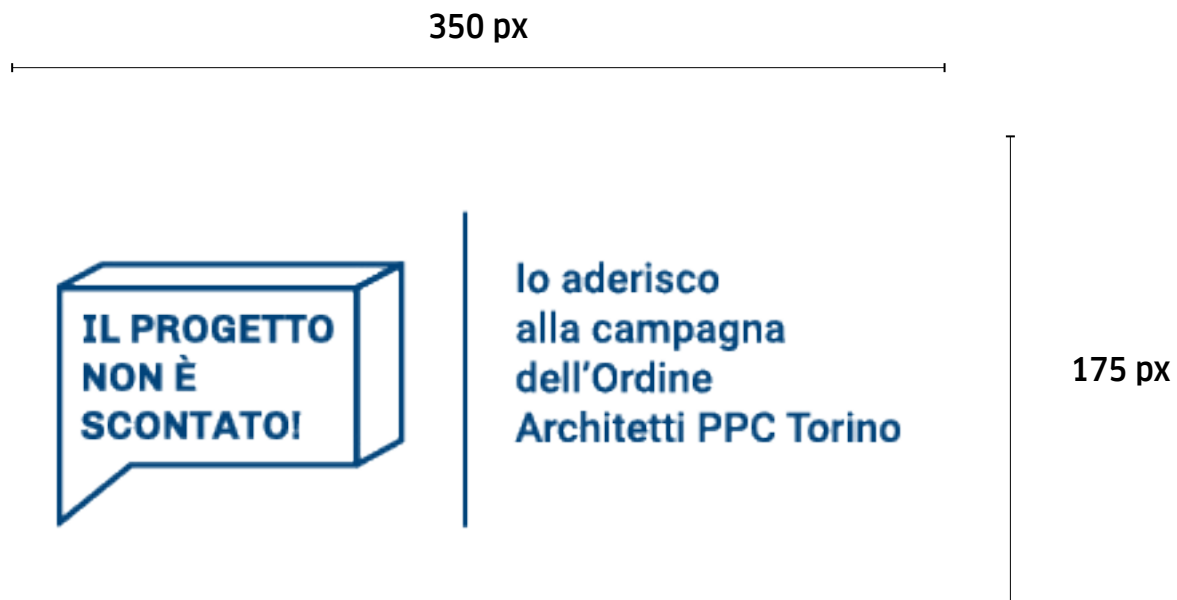 350 px
IL PROGETTO
NON È
SCONTATO!
Io aderisco
alla campagna
dell'Ordine
Architetti PPC Torino
175 px